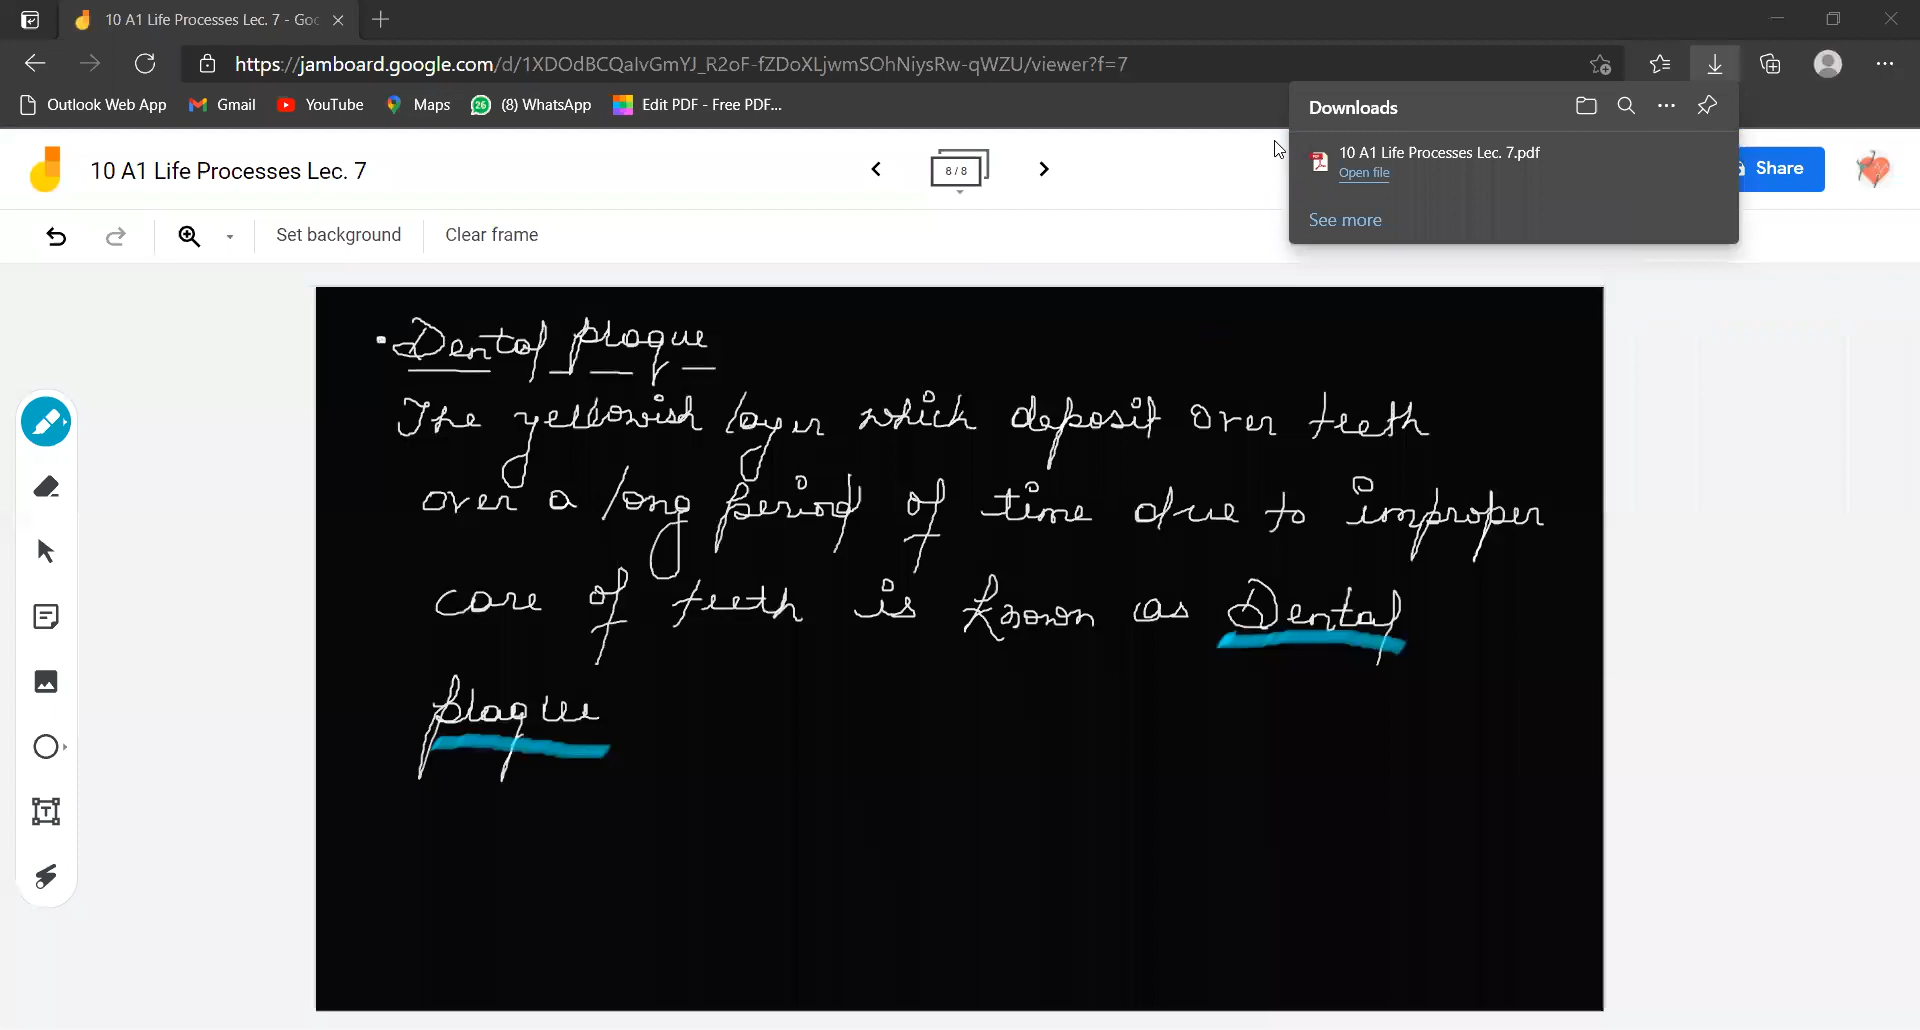 10 A1 Life Processes Lec. 7 - Goo
https://jamboard.google.com/d/1XDOdBCQaIvGmYJ_R2oF-fZDoXLjwmSOhNiysRw-qWZU/viewer?f=7
Outlook Web App Gmail YouTube Maps 26 (8) WhatsApp Edit PDF - Free PDF...
Downloads
10 A1 Life Processes Lec. 7.pdf
Open file
See more
10 A1 Life Processes Lec. 7 8 / 8 Share
Set background Clear frame
• Dental plaque
The yellowish layer which deposit over teeth
over a long period of time due to improper
care of teeth is known as Dental
plaque